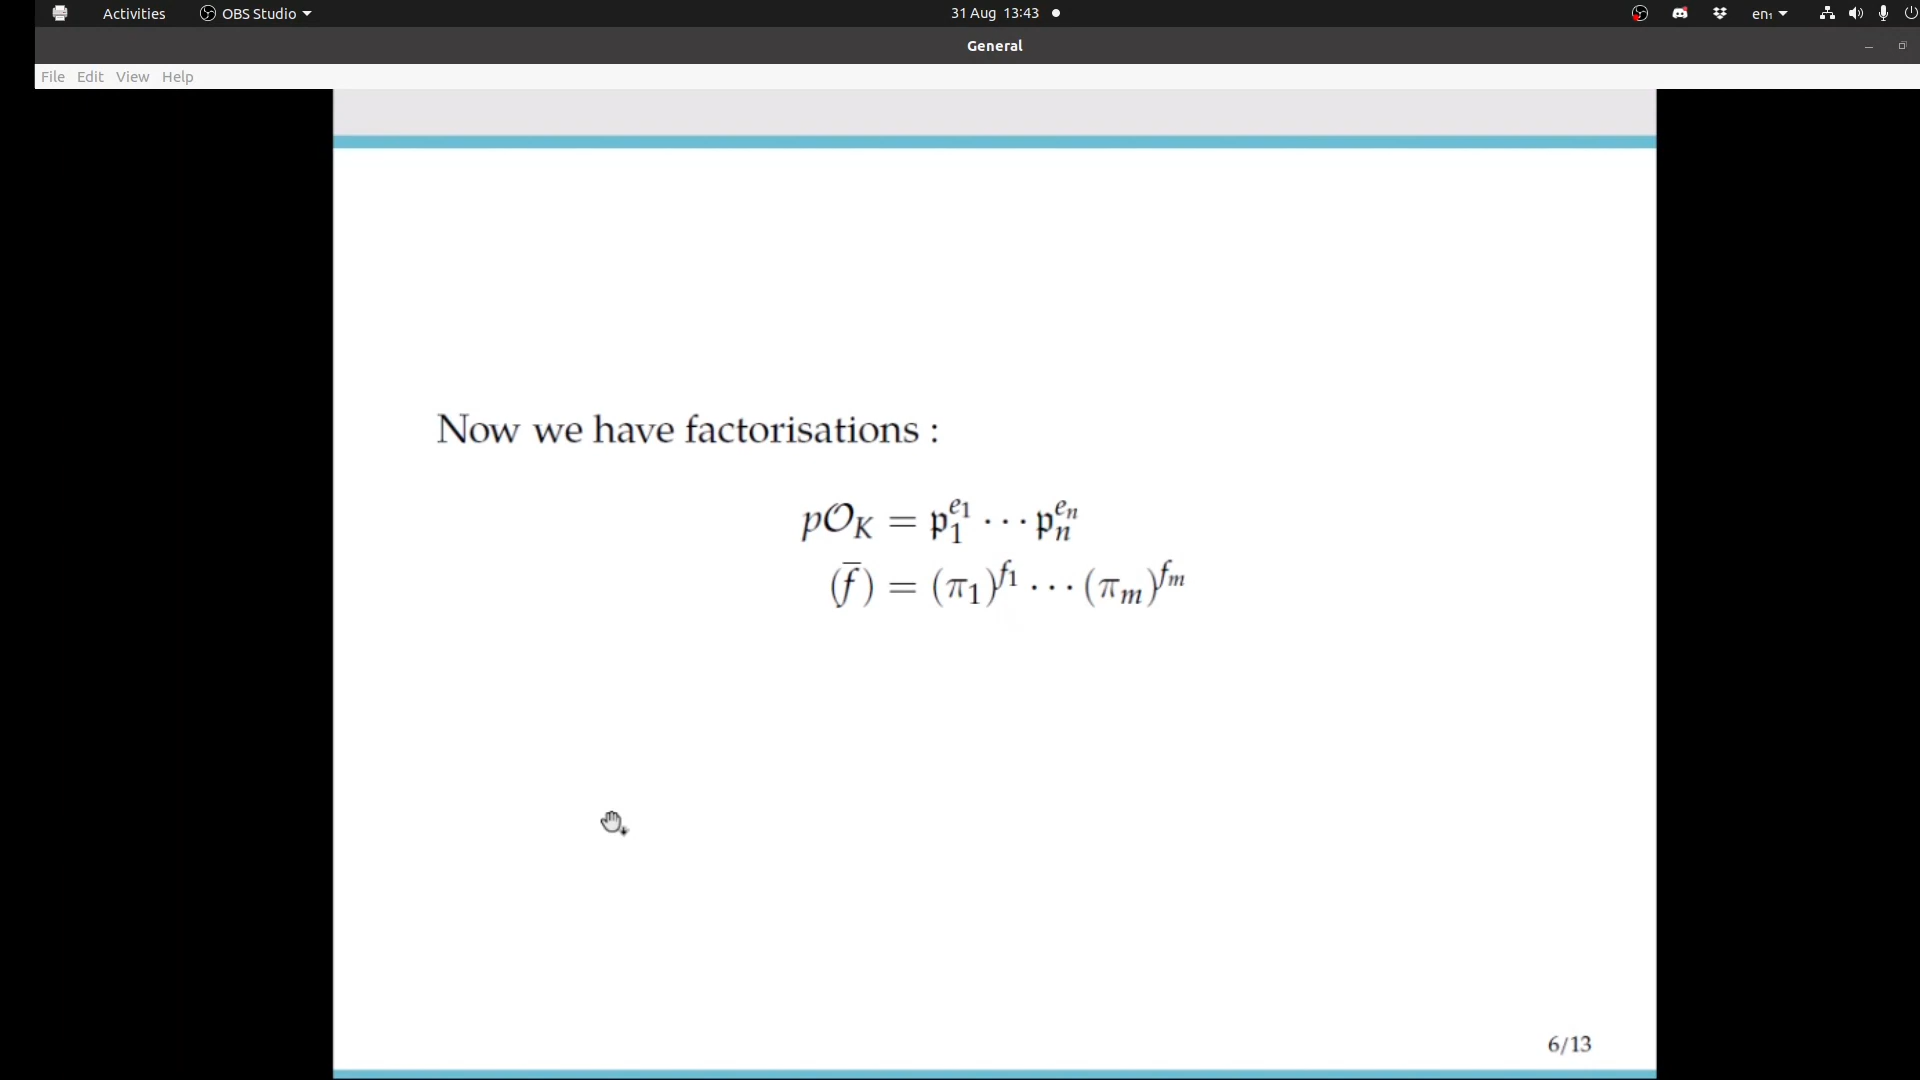 Activities OBS Studio 31 Aug 13:43 en₁
General
File Edit View Help
Now we have factorisations :
p𝒪_K = 𝔭_1^{e_1} ⋯ 𝔭_n^{e_n}
(f̅) = (π_1)^{f_1} ⋯ (π_m)^{f_m}
6/13